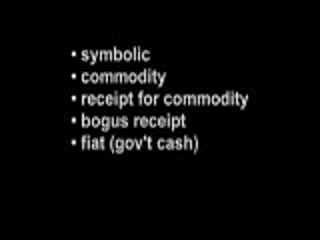 • symbolic
• commodity
• receipt for commodity
• bogus receipt
• fiat (gov't cash)